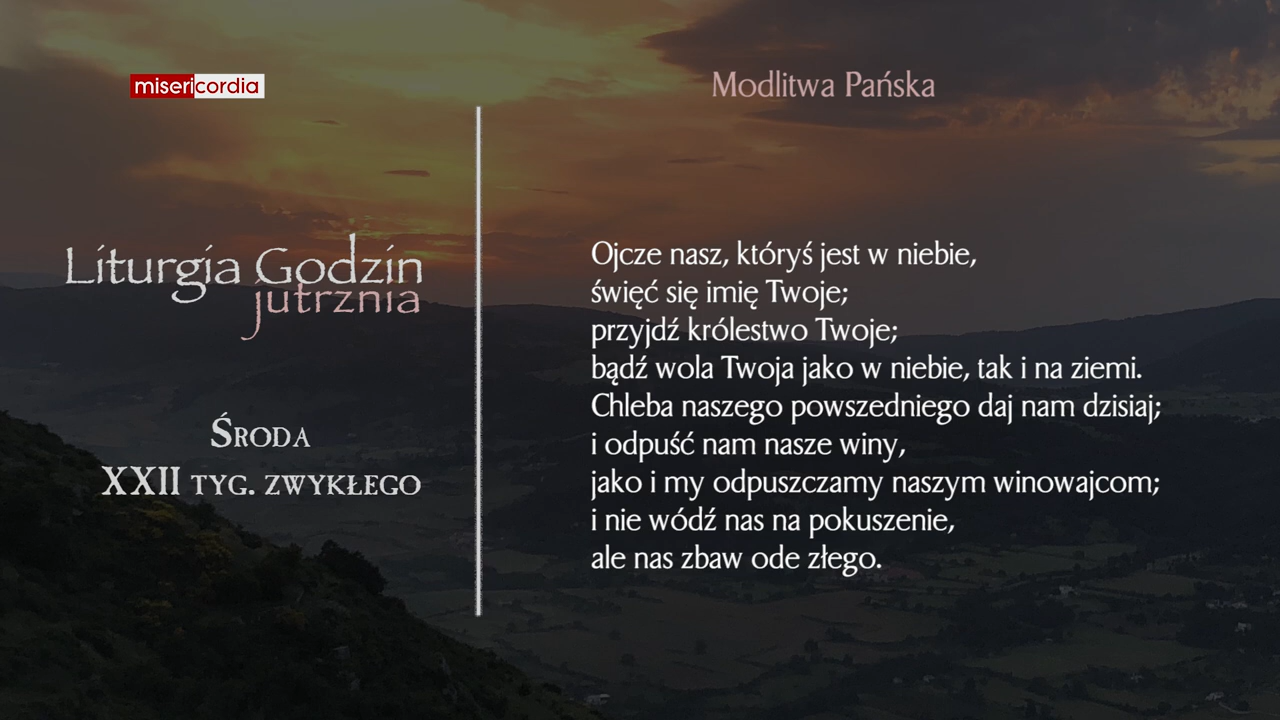 misericordia
Liturgia Godzin
jutrznia
Środa
XXII tyg. zwykłego
Modlitwa Pańska
Ojcze nasz, któryś jest w niebie,
święć się imię Twoje;
przyjdź królestwo Twoje;
bądź wola Twoja jako w niebie, tak i na ziemi.
Chleba naszego powszedniego daj nam dzisiaj;
i odpuść nam nasze winy,
jako i my odpuszczamy naszym winowajcom;
i nie wódź nas na pokuszenie,
ale nas zbaw ode złego.